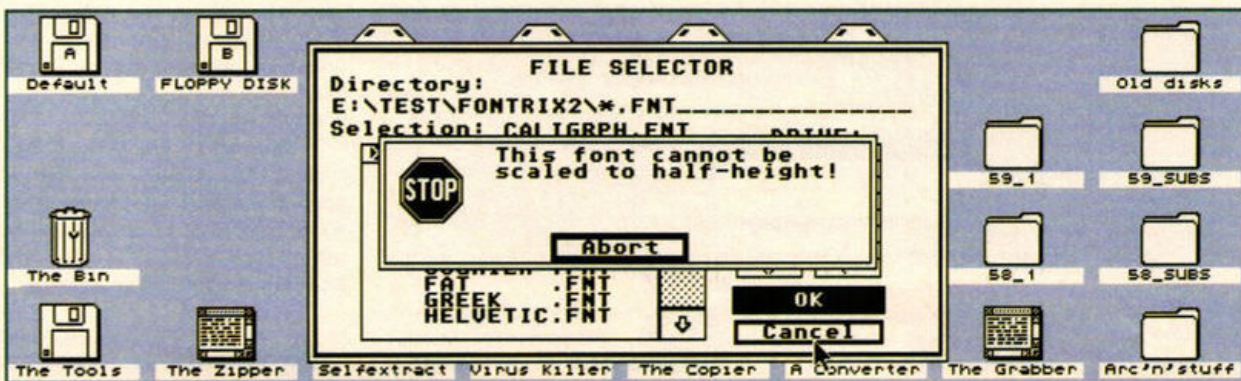 A
B
Default
FLOPPY DISK
Old disks
FILE SELECTOR
Directory:
E:\TEST\FONTRIX2\*.FNT_________________
Selection: CALIGRPH.FNT
DRIVE:
This font cannot be
scaled to half-height!
STOP
Abort
59_1
59_SUBS
The Bin
58_1
58_SUBS
FAT .FNT
GREEK .FNT
HELVETIC.FNT
OK
Cancel
The Tools
The Zipper
Selfextract
Virus Killer
The Copier
A Converter
The Grabber
Arc'n'stuff